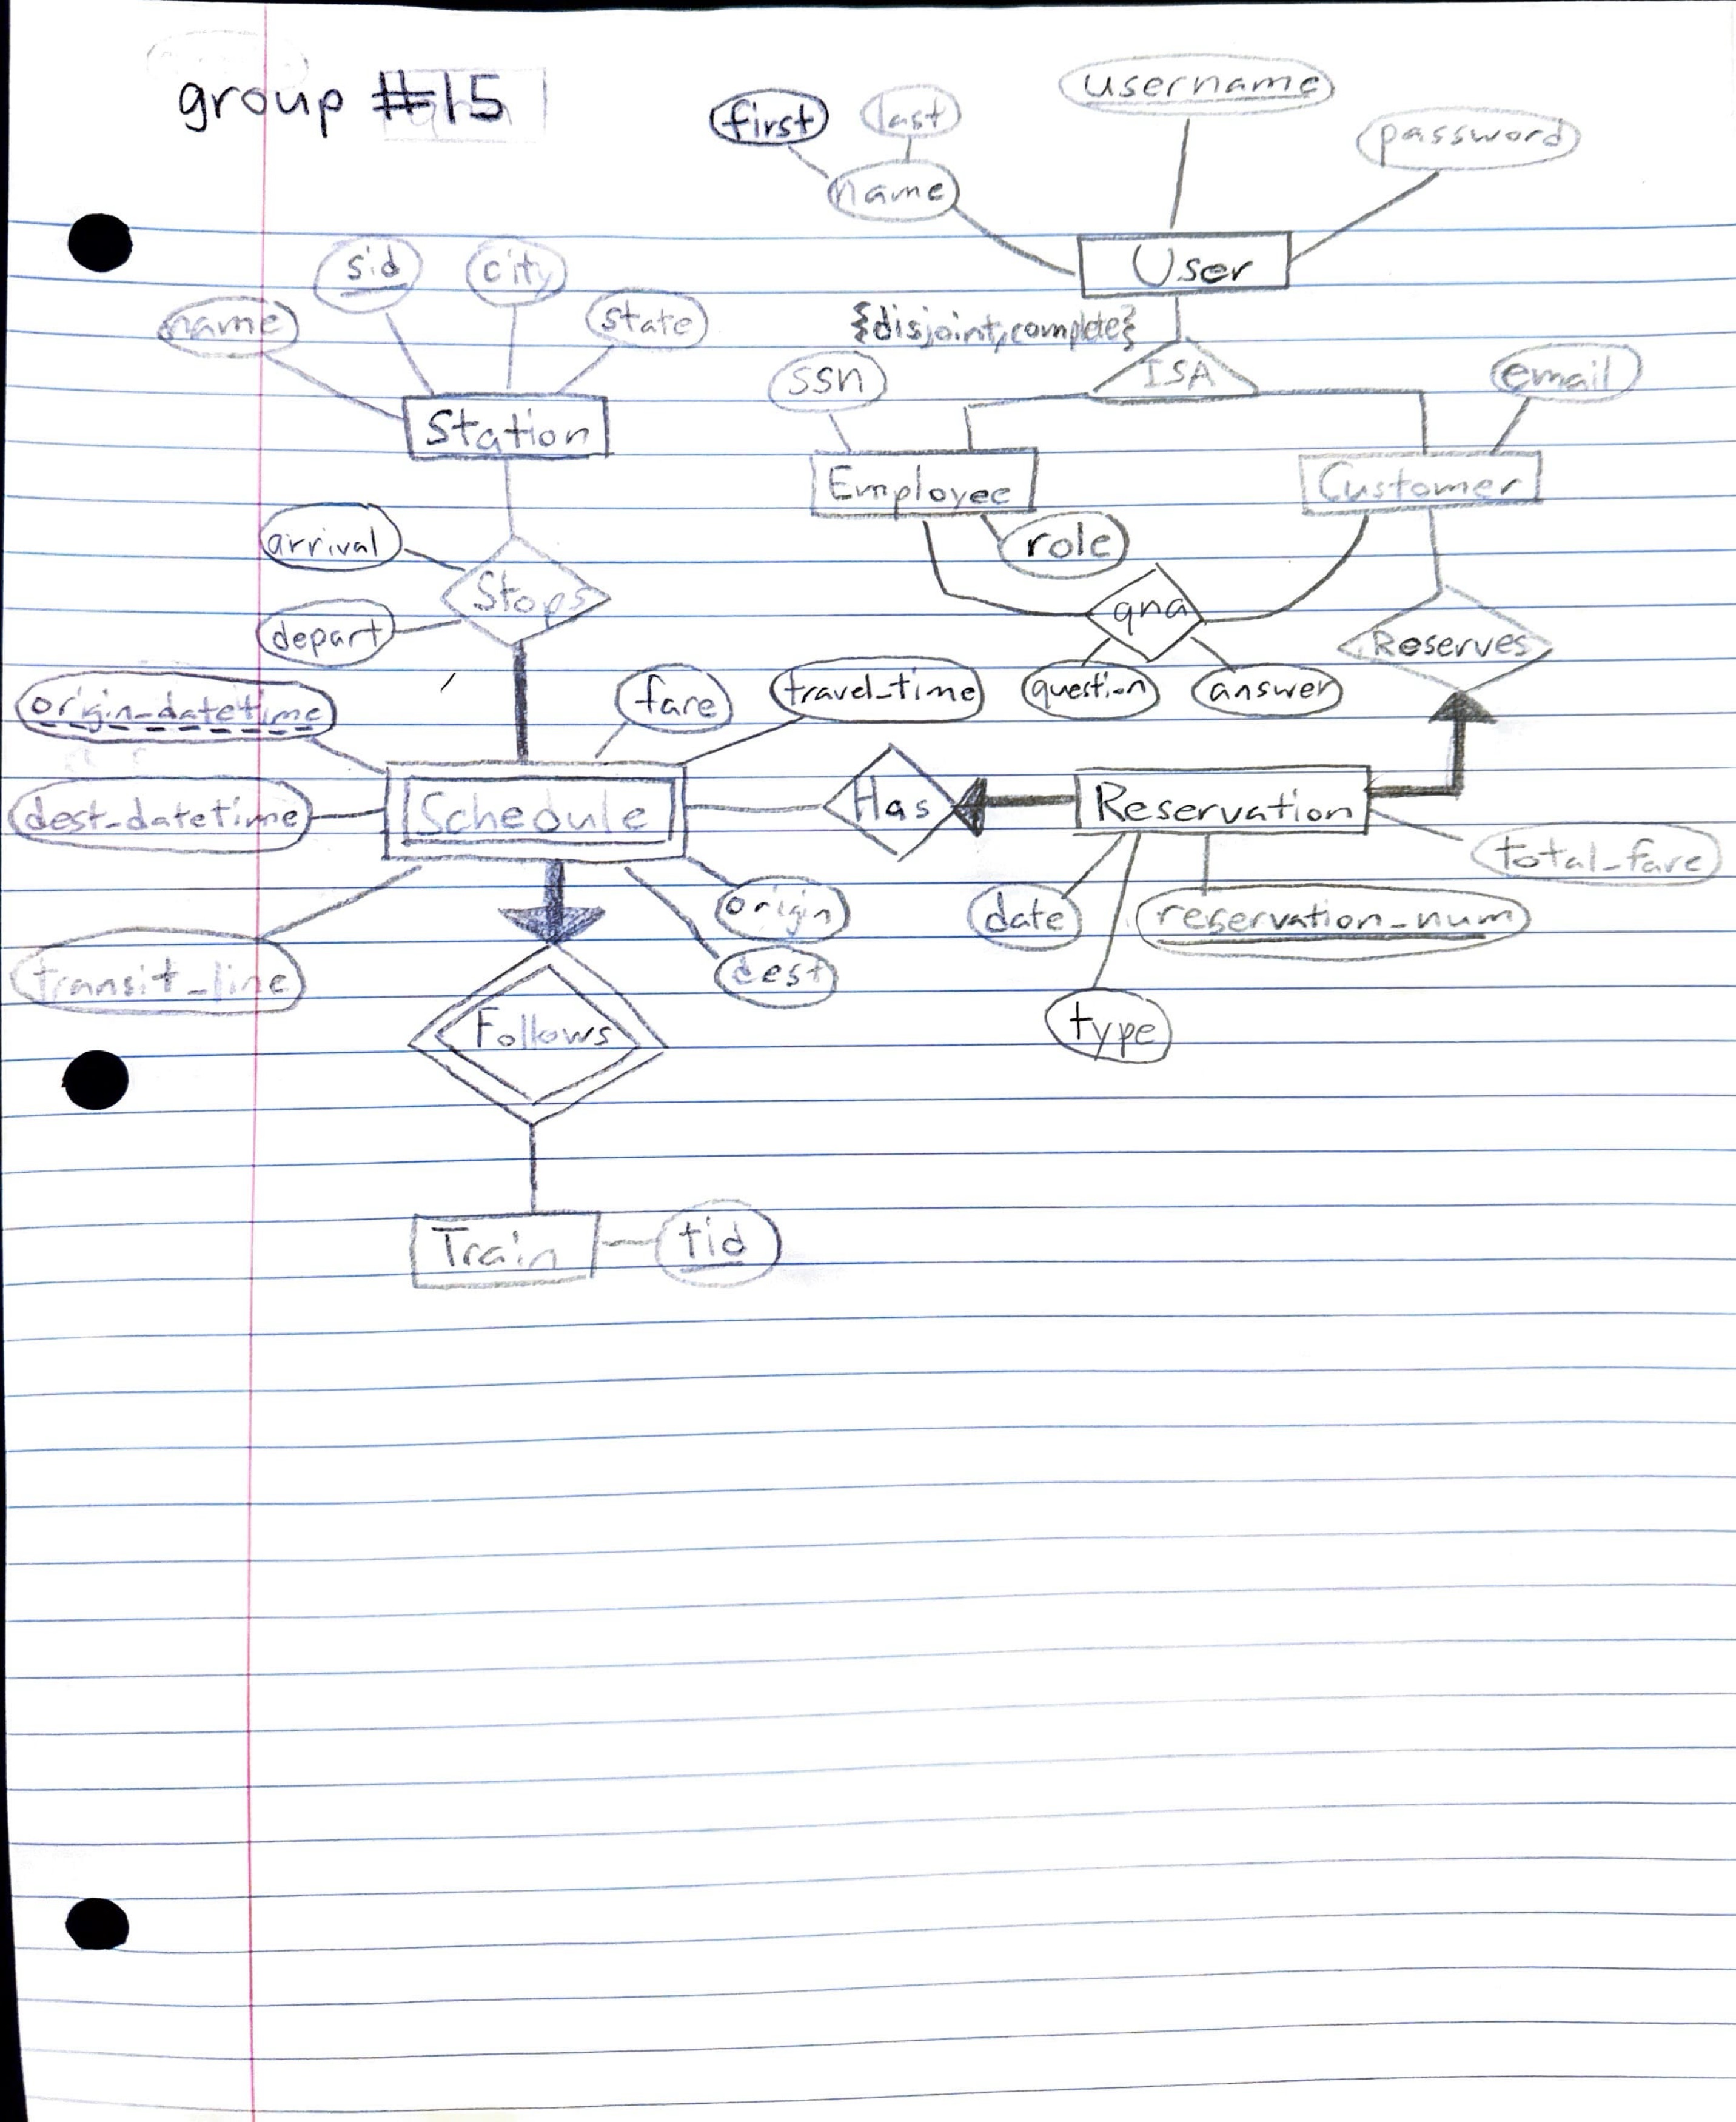 group #15
first
last
username
password
name
User
sid
city
name
state
{disjoint,complete}
ISA
ssn
email
Station
Employee
Customer
arrival
role
Stops
qna
depart
Reserves
origin_datetime
fare
travel_time
question
answer
dest_datetime
Schedule
Has
Reservation
total_fare
origin
date
reservation_num
transit_line
dest
Follows
type
Train
tid